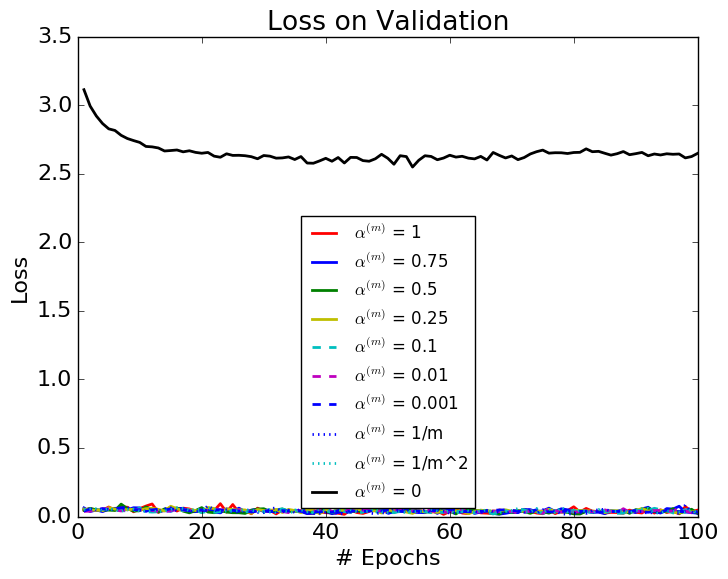 Loss on Validation
3.5
3.0
2.5
2.0
1.5
1.0
0.5
0.0
Loss
α^(m) = 1
α^(m) = 0.75
α^(m) = 0.5
α^(m) = 0.25
α^(m) = 0.1
α^(m) = 0.01
α^(m) = 0.001
α^(m) = 1/m
α^(m) = 1/m^2
α^(m) = 0
0 20 40 60 80 100
# Epochs